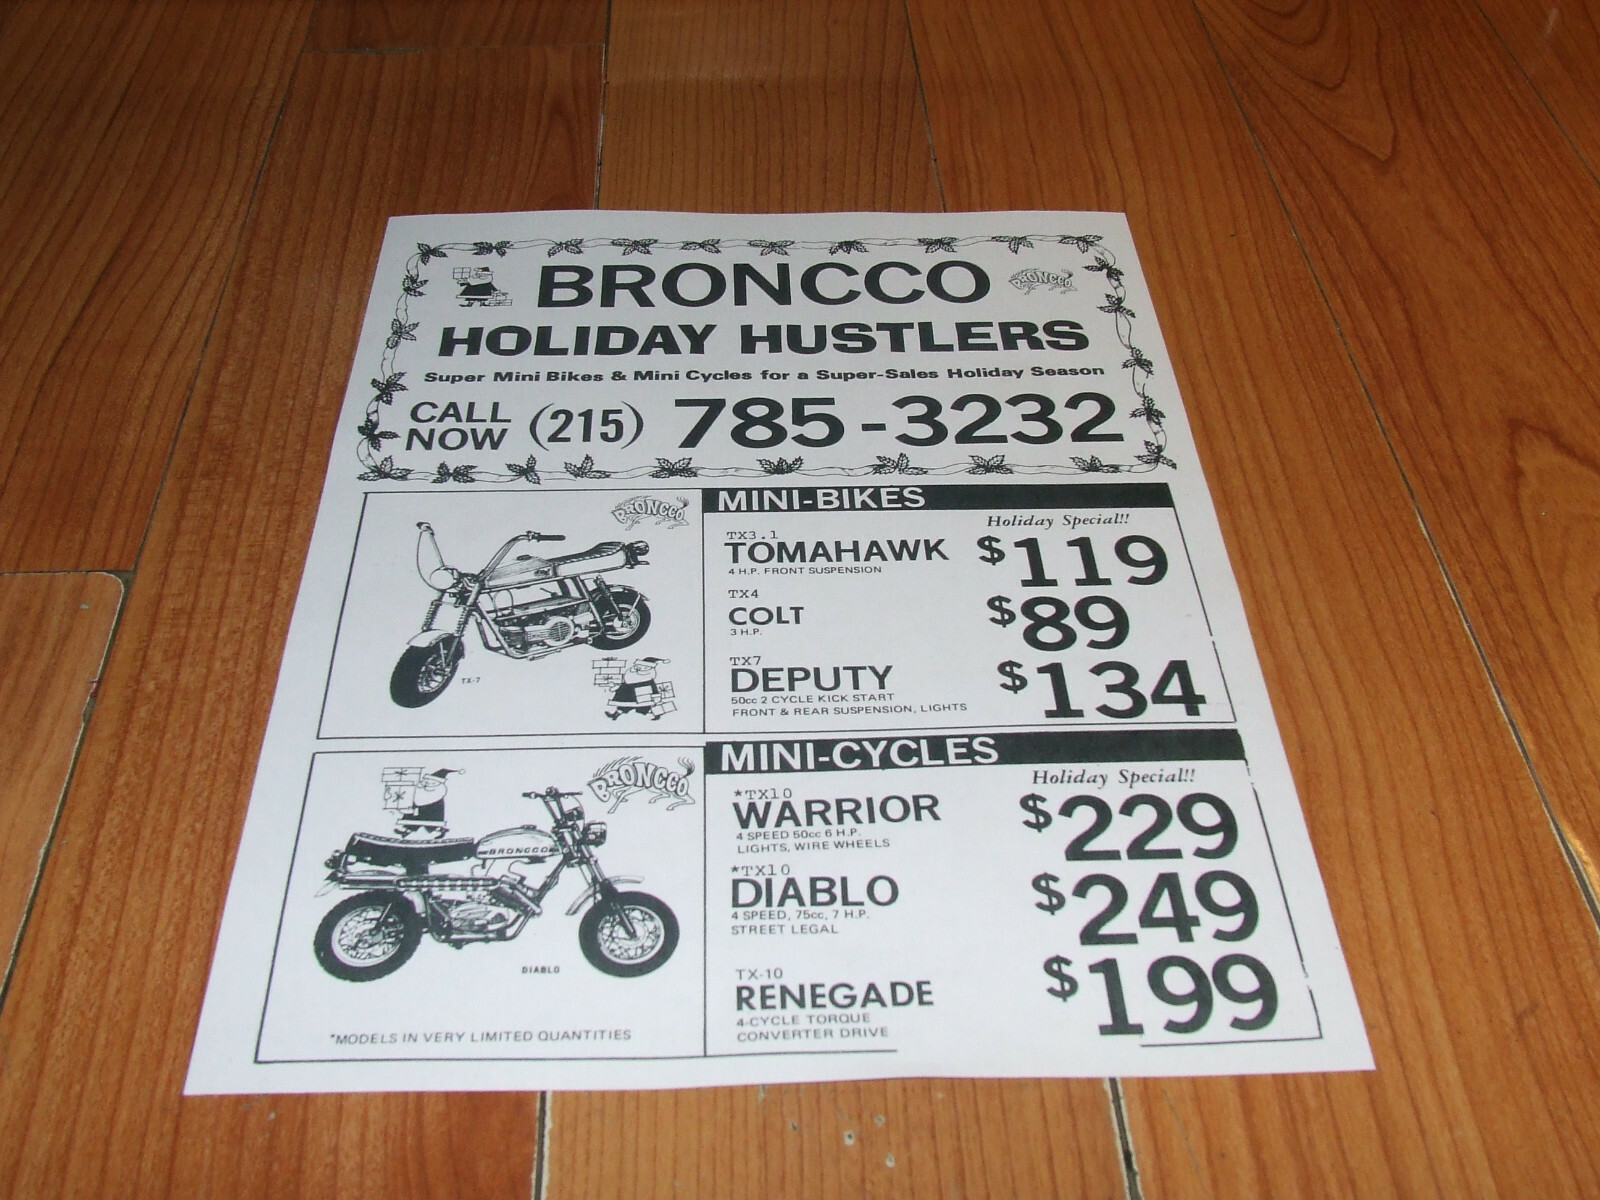 BRONCCO
BRONCCO
HOLIDAY HUSTLERS
Super Mini Bikes & Mini Cycles for a Super-Sales Holiday Season
CALL NOW (215) 785-3232
BRONCCO
TX-7
MINI-BIKES
Holiday Special!!
TX3.1
TOMAHAWK $119
4 H.P. FRONT SUSPENSION
TX4
COLT $89
3 H.P.
TX7
DEPUTY $134
50cc 2 CYCLE KICK START
FRONT & REAR SUSPENSION, LIGHTS
BRONCCO
BRONCCO
DIABLO
*MODELS IN VERY LIMITED QUANTITIES
MINI-CYCLES
Holiday Special!!
*TX10
WARRIOR $229
4 SPEED 50cc 6 H.P.
LIGHTS, WIRE WHEELS
*TX10
DIABLO $249
4 SPEED, 75cc, 7 H.P.
STREET LEGAL
TX-10
RENEGADE $199
4-CYCLE TORQUE
CONVERTER DRIVE